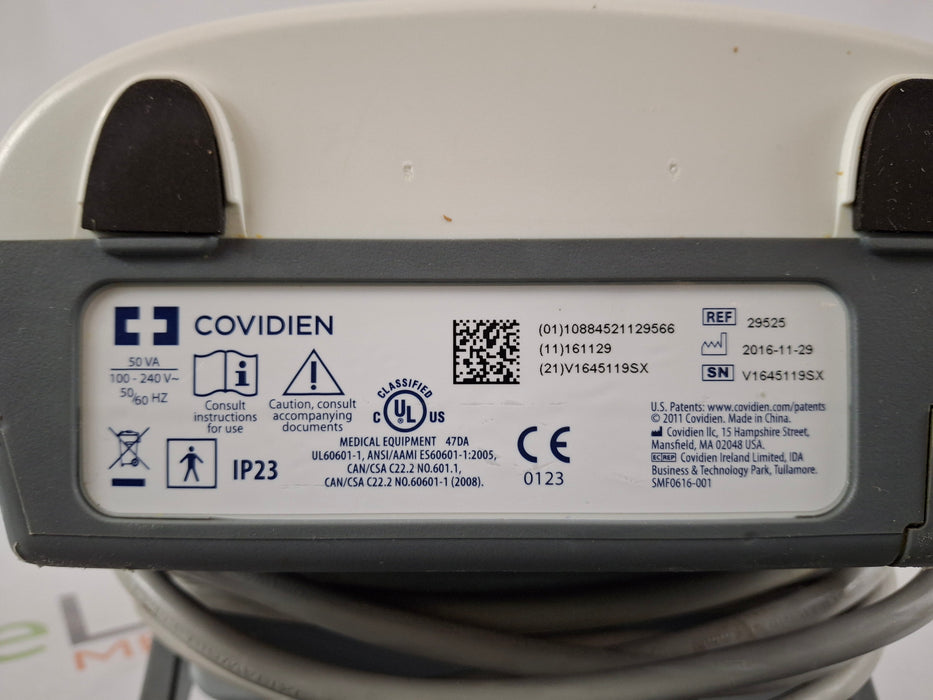 COVIDIEN
50 VA
100 - 240 V~
50/60 HZ
i
Consult
instructions
for use
!
Caution, consult
accompanying
documents
CLASSIFIED
C UL US
MEDICAL EQUIPMENT 47DA
UL60601-1, ANSI/AAMI ES60601-1:2005,
CAN/CSA C22.2 NO.601.1,
CAN/CSA C22.2 NO.60601-1 (2008).
IP23
CE
0123
(01)10884521129566
(11)161129
(21)V1645119SX
REF 29525
2016-11-29
SN V1645119SX
U.S. Patents: www.covidien.com/patents
© 2011 Covidien. Made in China.
Covidien llc, 15 Hampshire Street,
Mansfield, MA 02048 USA.
EC REP Covidien Ireland Limited, IDA
Business & Technology Park, Tullamore.
SMF0616-001